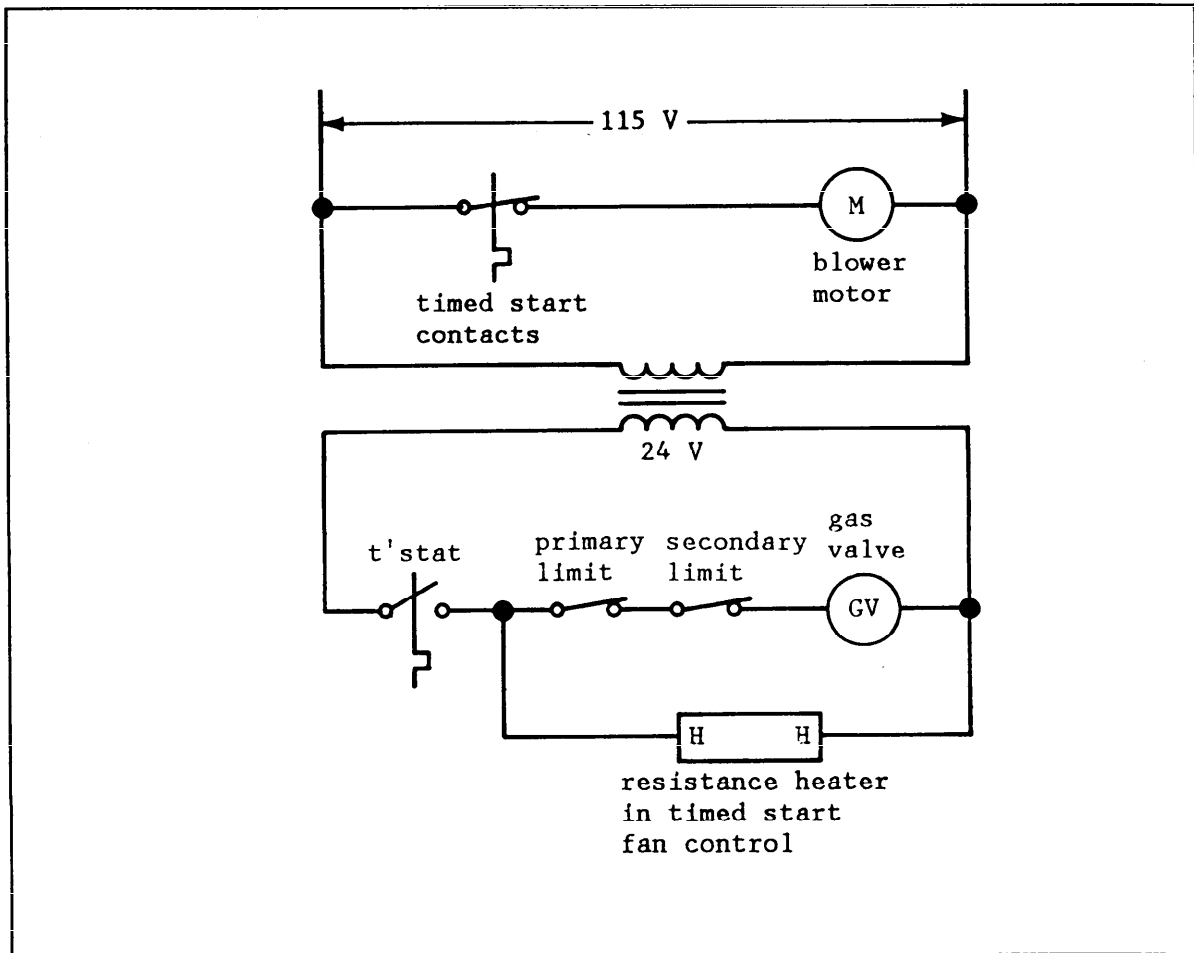 115 V
M
blower
motor
timed start
contacts
24 V
t'stat
primary
limit
secondary
limit
gas
valve
GV
H H
resistance heater
in timed start
fan control